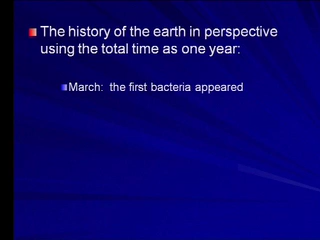 The history of the earth in perspective
using the total time as one year:
March:  the first bacteria appeared